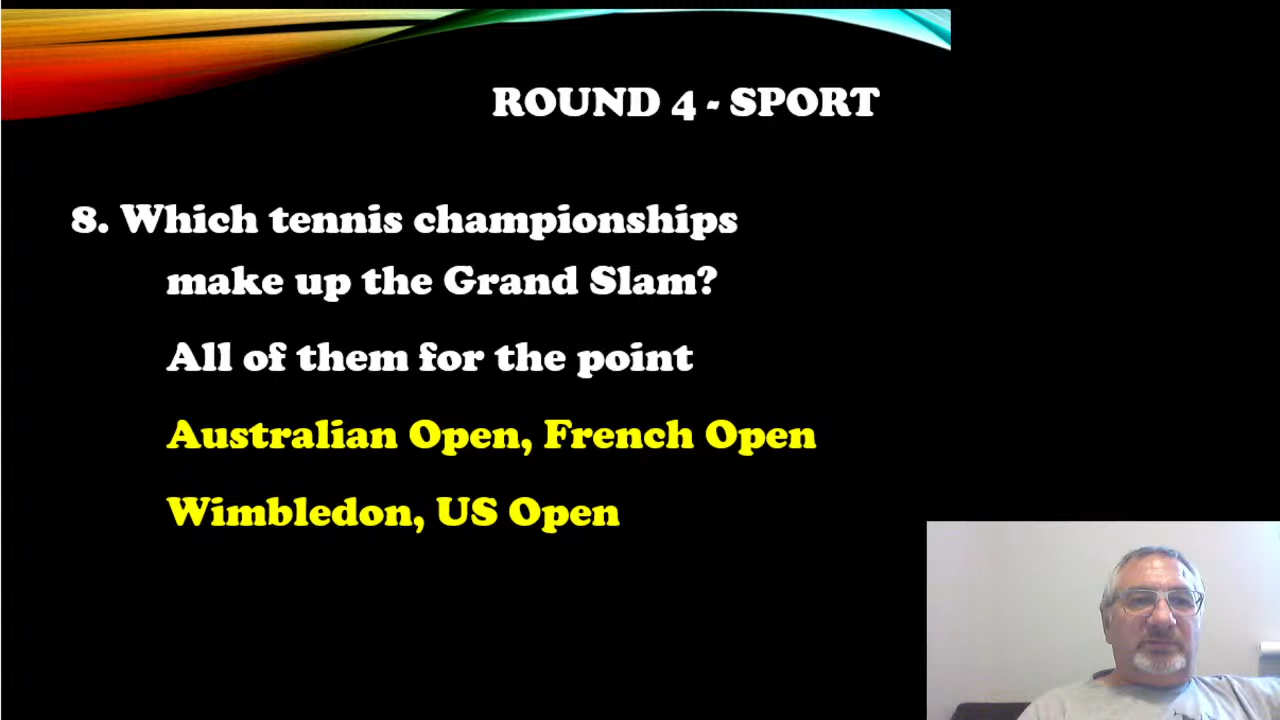 ROUND 4 - SPORT
8. Which tennis championships
make up the Grand Slam?
All of them for the point
Australian Open, French Open
Wimbledon, US Open